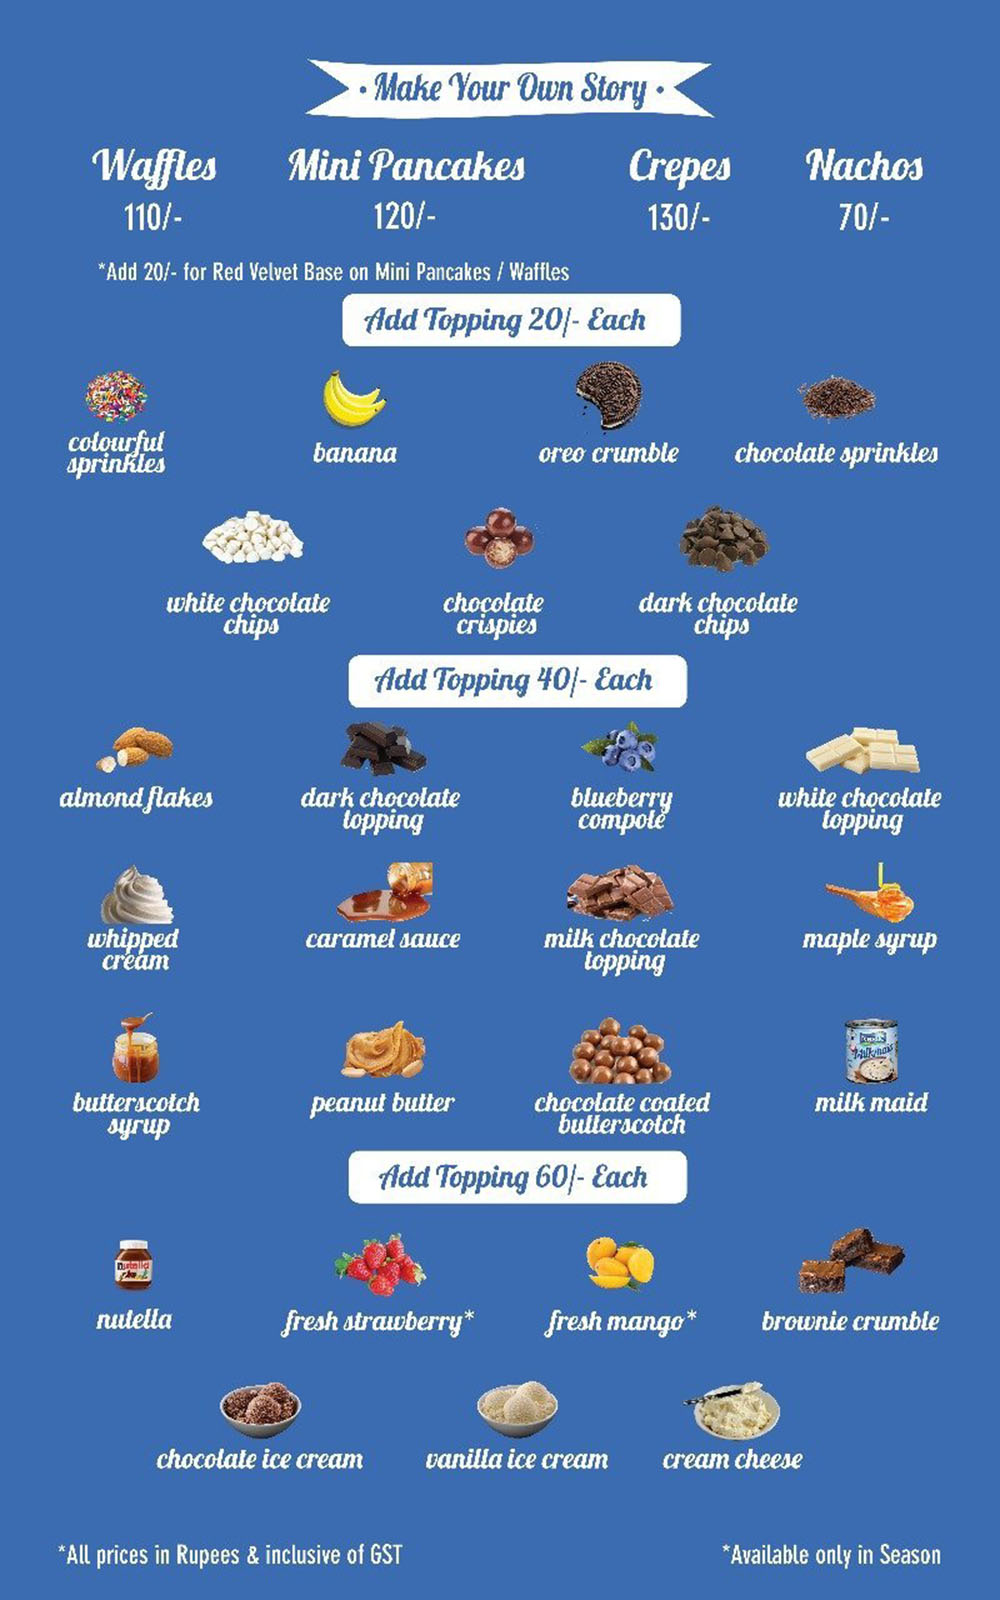 · Make Your Own Story ·
Waffles Mini Pancakes Crepes Nachos
110/- 120/- 130/- 70/-
*Add 20/- for Red Velvet Base on Mini Pancakes / Waffles
Add Topping 20/- Each
colourful
sprinkles
banana
oreo crumble
chocolate sprinkles
white chocolate
chips
chocolate
crispies
dark chocolate
chips
Add Topping 40/- Each
almond flakes
dark chocolate
topping
blueberry
compote
white chocolate
topping
whipped
cream
caramel sauce
milk chocolate
topping
maple syrup
Milkmaid
butterscotch
syrup
peanut butter
chocolate coated
butterscotch
milk maid
Add Topping 60/- Each
nutella
nutella
fresh strawberry*
fresh mango*
brownie crumble
chocolate ice cream
vanilla ice cream
cream cheese
*All prices in Rupees & inclusive of GST
*Available only in Season